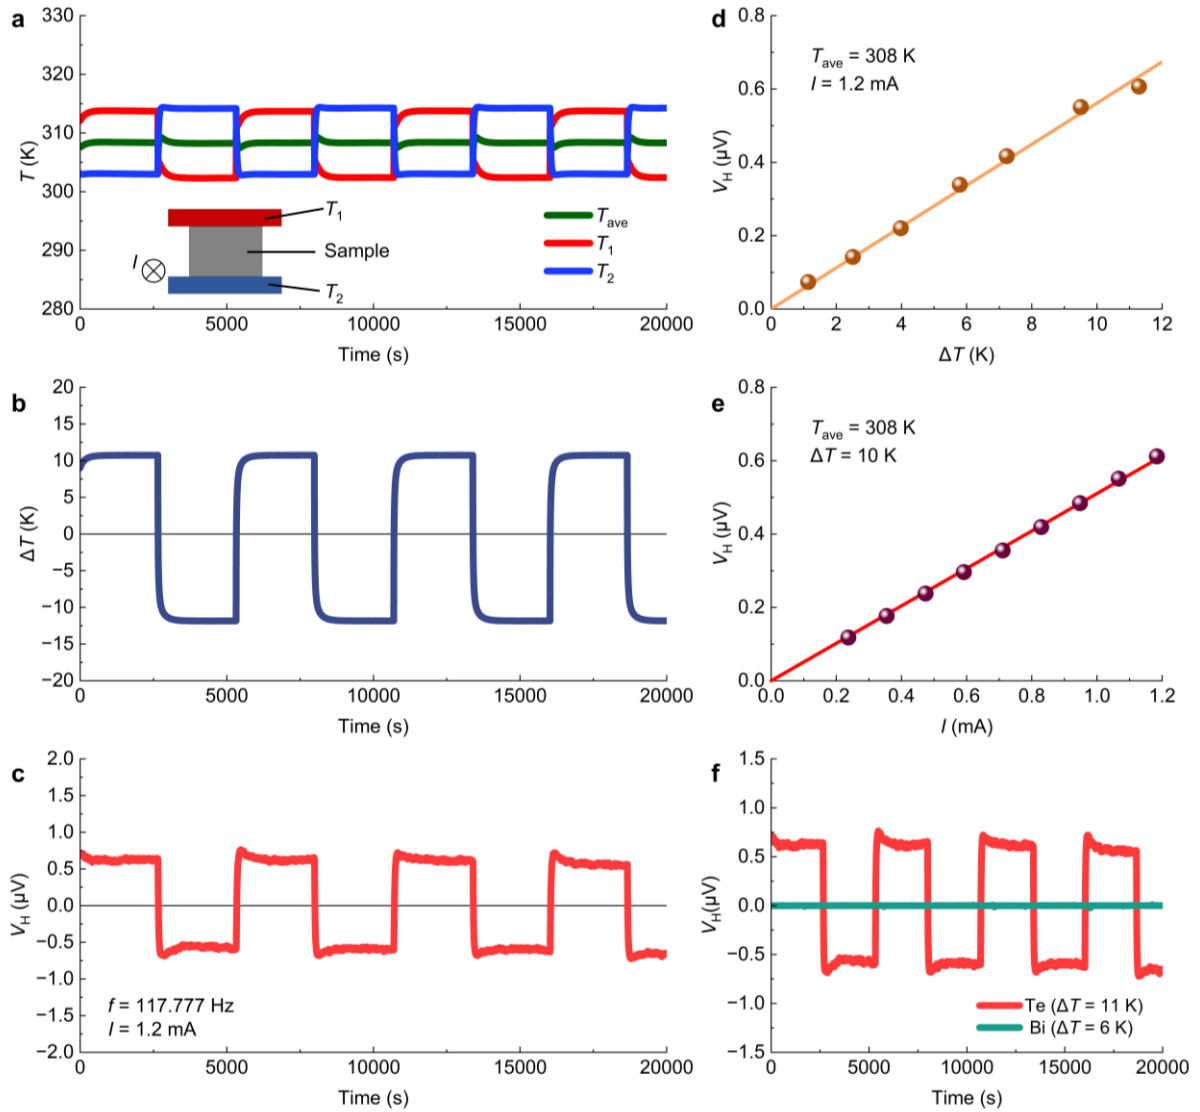 a
330
320
310
300
290
280
T (K)
T1
Sample
I
T2
Tave
T1
T2
0
5000
10000
15000
20000
Time (s)
d
0.8
0.6
0.4
0.2
0.0
VH (μV)
Tave = 308 K
I = 1.2 mA
0
2
4
6
8
10
12
ΔT (K)
b
20
15
10
5
0
−5
−10
−15
−20
ΔT (K)
0
5000
10000
15000
20000
Time (s)
e
0.8
0.6
0.4
0.2
0.0
VH (μV)
Tave = 308 K
ΔT = 10 K
0.0
0.2
0.4
0.6
0.8
1.0
1.2
I (mA)
c
2.0
1.5
1.0
0.5
0.0
−0.5
−1.0
−1.5
−2.0
VH (μV)
f = 117.777 Hz
I = 1.2 mA
0
5000
10000
15000
20000
Time (s)
f
1.5
1.0
0.5
0.0
−0.5
−1.0
−1.5
VH(μV)
Te (ΔT = 11 K)
Bi (ΔT = 6 K)
0
5000
10000
15000
20000
Time (s)